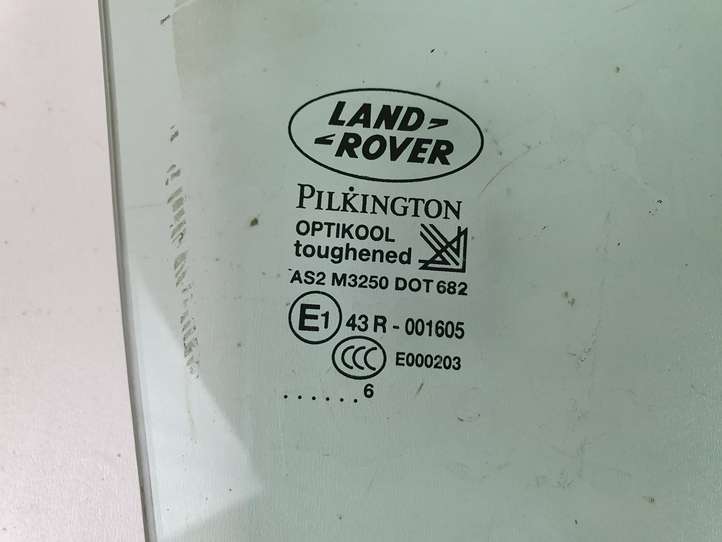 LAND
ROVER
PILKINGTON
OPTIKOOL
toughened
AS2 M3250 DOT 682
E1 43 R - 001605
CCC E000203
......6